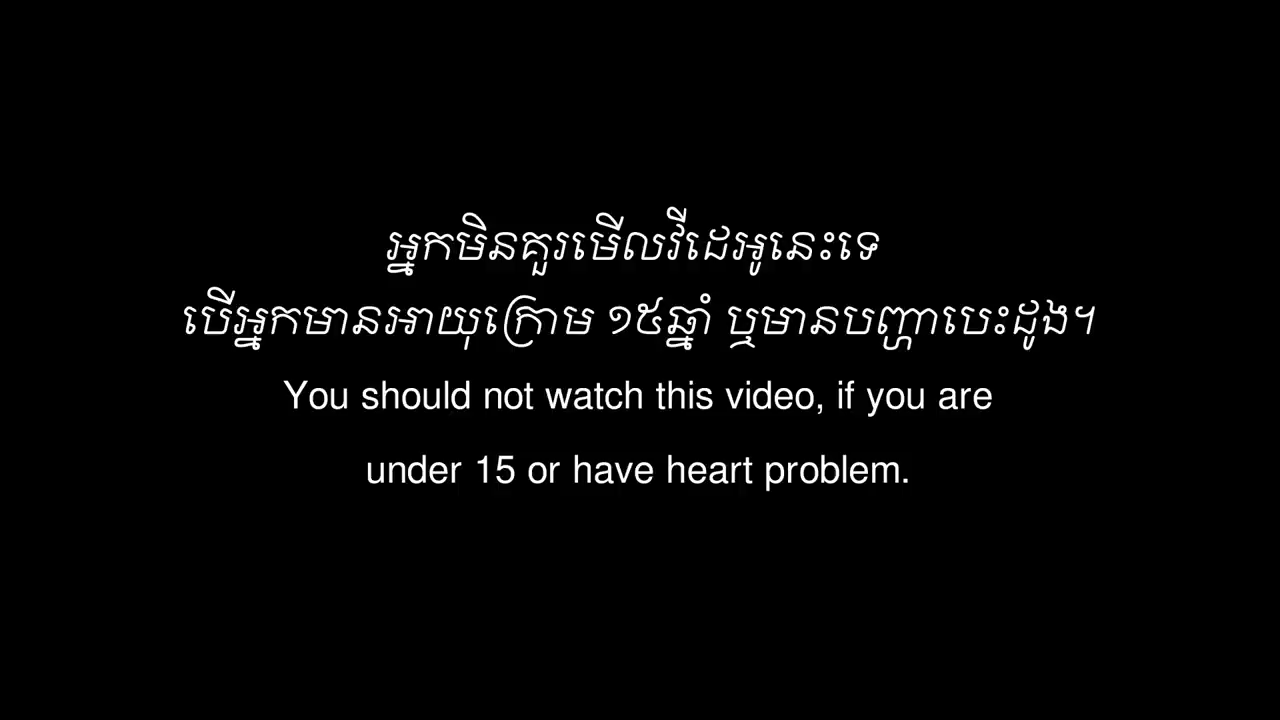 អ្នកមិនគួរមើលវីដេអូនេះទេ
បើអ្នកមានអាយុក្រោម ១៥ឆ្នាំ ឬមានបញ្ហាបេះដូង។
You should not watch this video, if you are
under 15 or have heart problem.